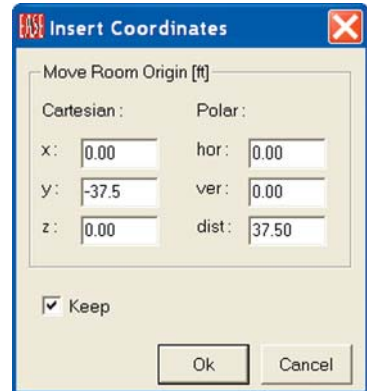 EASE Insert Coordinates
Move Room Origin [ft]
Cartesian : Polar :
x : 0.00 hor : 0.00
y : -37.5 ver : 0.00
z : 0.00 dist : 37.50
Keep
Ok Cancel